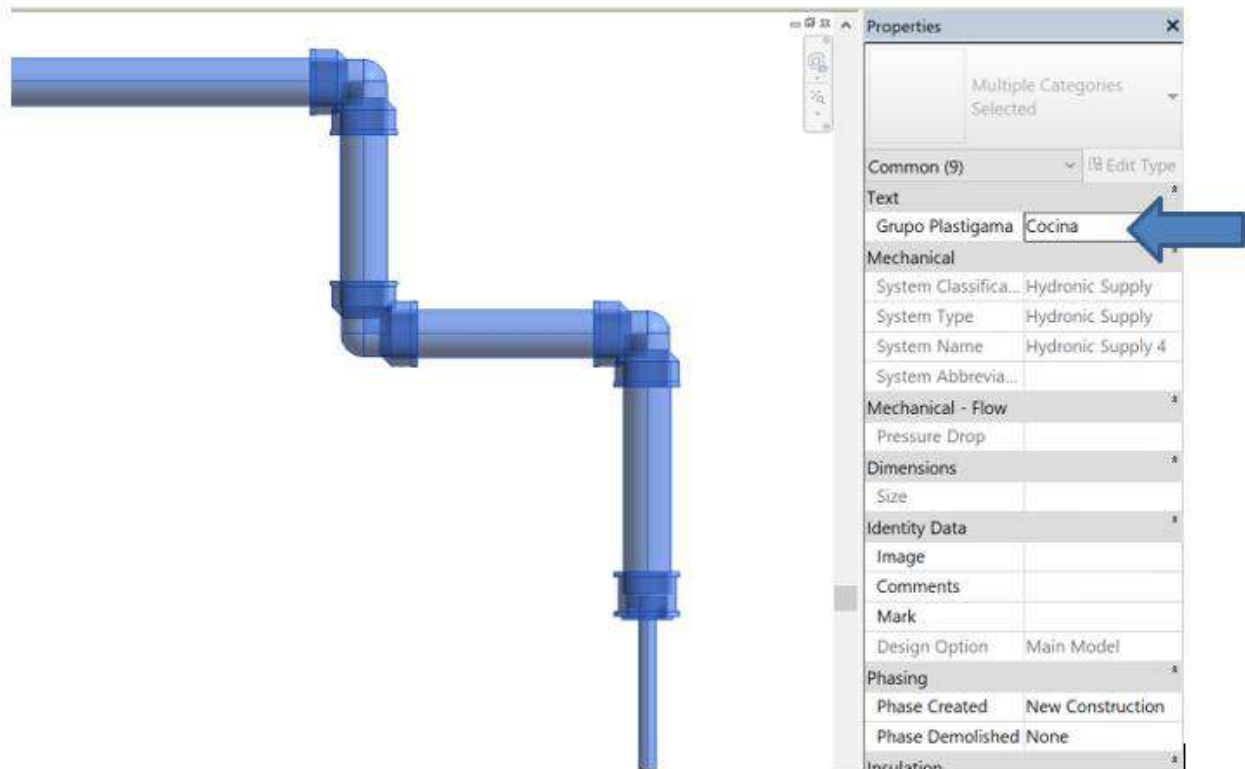 Properties
Multiple Categories
Selected
Common (9)
Edit Type
Text
Grupo Plastigama Cocina
Mechanical
System Classifica... Hydronic Supply
System Type Hydronic Supply
System Name Hydronic Supply 4
System Abbrevia...
Mechanical - Flow
Pressure Drop
Dimensions
Size
Identity Data
Image
Comments
Mark
Design Option Main Model
Phasing
Phase Created New Construction
Phase Demolished None
Insulation